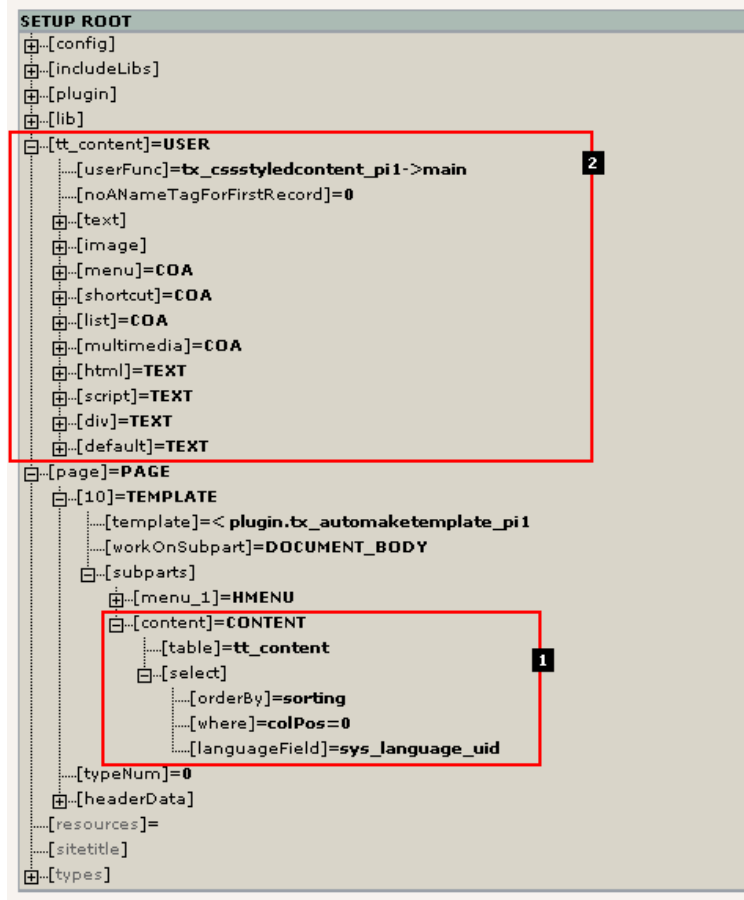 SETUP ROOT
[config]
[includeLibs]
[plugin]
[lib]
[tt_content]=USER
2
[userFunc]=tx_cssstyledcontent_pi1->main
[noANameTagForFirstRecord]=0
[text]
[image]
[menu]=COA
[shortcut]=COA
[list]=COA
[multimedia]=COA
[html]=TEXT
[script]=TEXT
[div]=TEXT
[default]=TEXT
[page]=PAGE
[10]=TEMPLATE
[template]=< plugin.tx_automaketemplate_pi1
[workOnSubpart]=DOCUMENT_BODY
[subparts]
[menu_1]=HMENU
[content]=CONTENT
[table]=tt_content
1
[select]
[orderBy]=sorting
[where]=colPos=0
[languageField]=sys_language_uid
[typeNum]=0
[headerData]
[resources]=
[sitetitle]
[types]